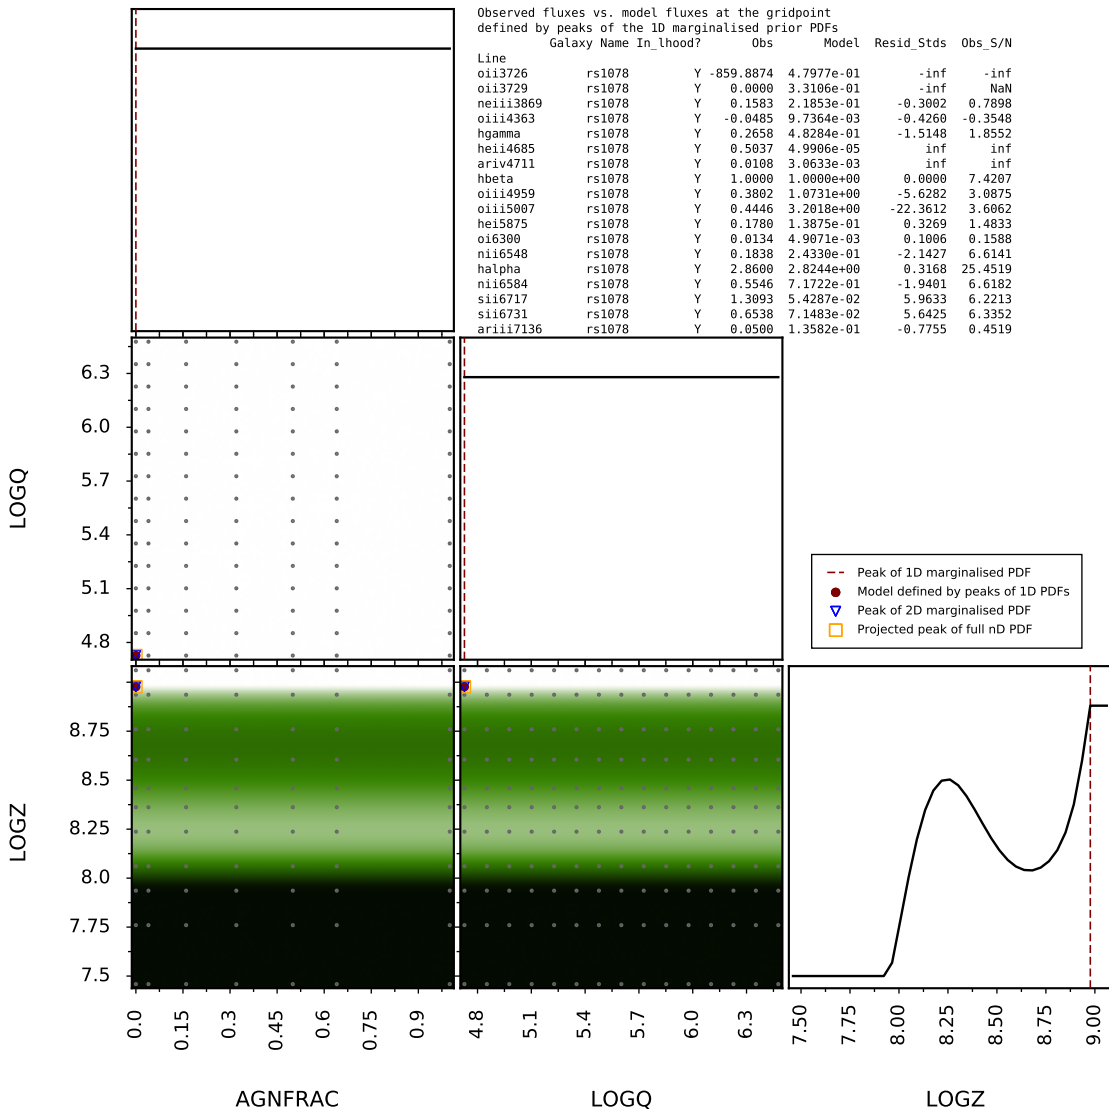 Observed fluxes vs. model fluxes at the gridpoint
defined by peaks of the 1D marginalised prior PDFs
Galaxy Name In_lhood? Obs Model Resid_Stds Obs_S/N
Line
oii3726 rs1078 Y -859.8874 4.7977e-01 -inf -inf
oii3729 rs1078 Y 0.0000 3.3106e-01 -inf NaN
neiii3869 rs1078 Y 0.1583 2.1853e-01 -0.3002 0.7898
oiii4363 rs1078 Y -0.0485 9.7364e-03 -0.4260 -0.3548
hgamma rs1078 Y 0.2658 4.8284e-01 -1.5148 1.8552
heii4685 rs1078 Y 0.5037 4.9906e-05 inf inf
ariv4711 rs1078 Y 0.0108 3.0633e-03 inf inf
hbeta rs1078 Y 1.0000 1.0000e+00 0.0000 7.4207
oiii4959 rs1078 Y 0.3802 1.0731e+00 -5.6282 3.0875
oiii5007 rs1078 Y 0.4446 3.2018e+00 -22.3612 3.6062
hei5875 rs1078 Y 0.1780 1.3875e-01 0.3269 1.4833
oi6300 rs1078 Y 0.0134 4.9071e-03 0.1006 0.1588
nii6548 rs1078 Y 0.1838 2.4330e-01 -2.1427 6.6141
halpha rs1078 Y 2.8600 2.8244e+00 0.3168 25.4519
nii6584 rs1078 Y 0.5546 7.1722e-01 -1.9401 6.6182
sii6717 rs1078 Y 1.3093 5.4287e-02 5.9633 6.2213
sii6731 rs1078 Y 0.6538 7.1483e-02 5.6425 6.3352
ariii7136 rs1078 Y 0.0500 1.3582e-01 -0.7755 0.4519
LOGQ
6.3
6.0
5.7
5.4
5.1
4.8
Peak of 1D marginalised PDF
Model defined by peaks of 1D PDFs
Peak of 2D marginalised PDF
Projected peak of full nD PDF
LOGZ
8.75
8.5
8.25
8.0
7.75
7.5
0.0 0.15 0.3 0.45 0.6 0.75 0.9
4.8 5.1 5.4 5.7 6.0 6.3
7.50 7.75 8.00 8.25 8.50 8.75 9.00
AGNFRAC LOGQ LOGZ